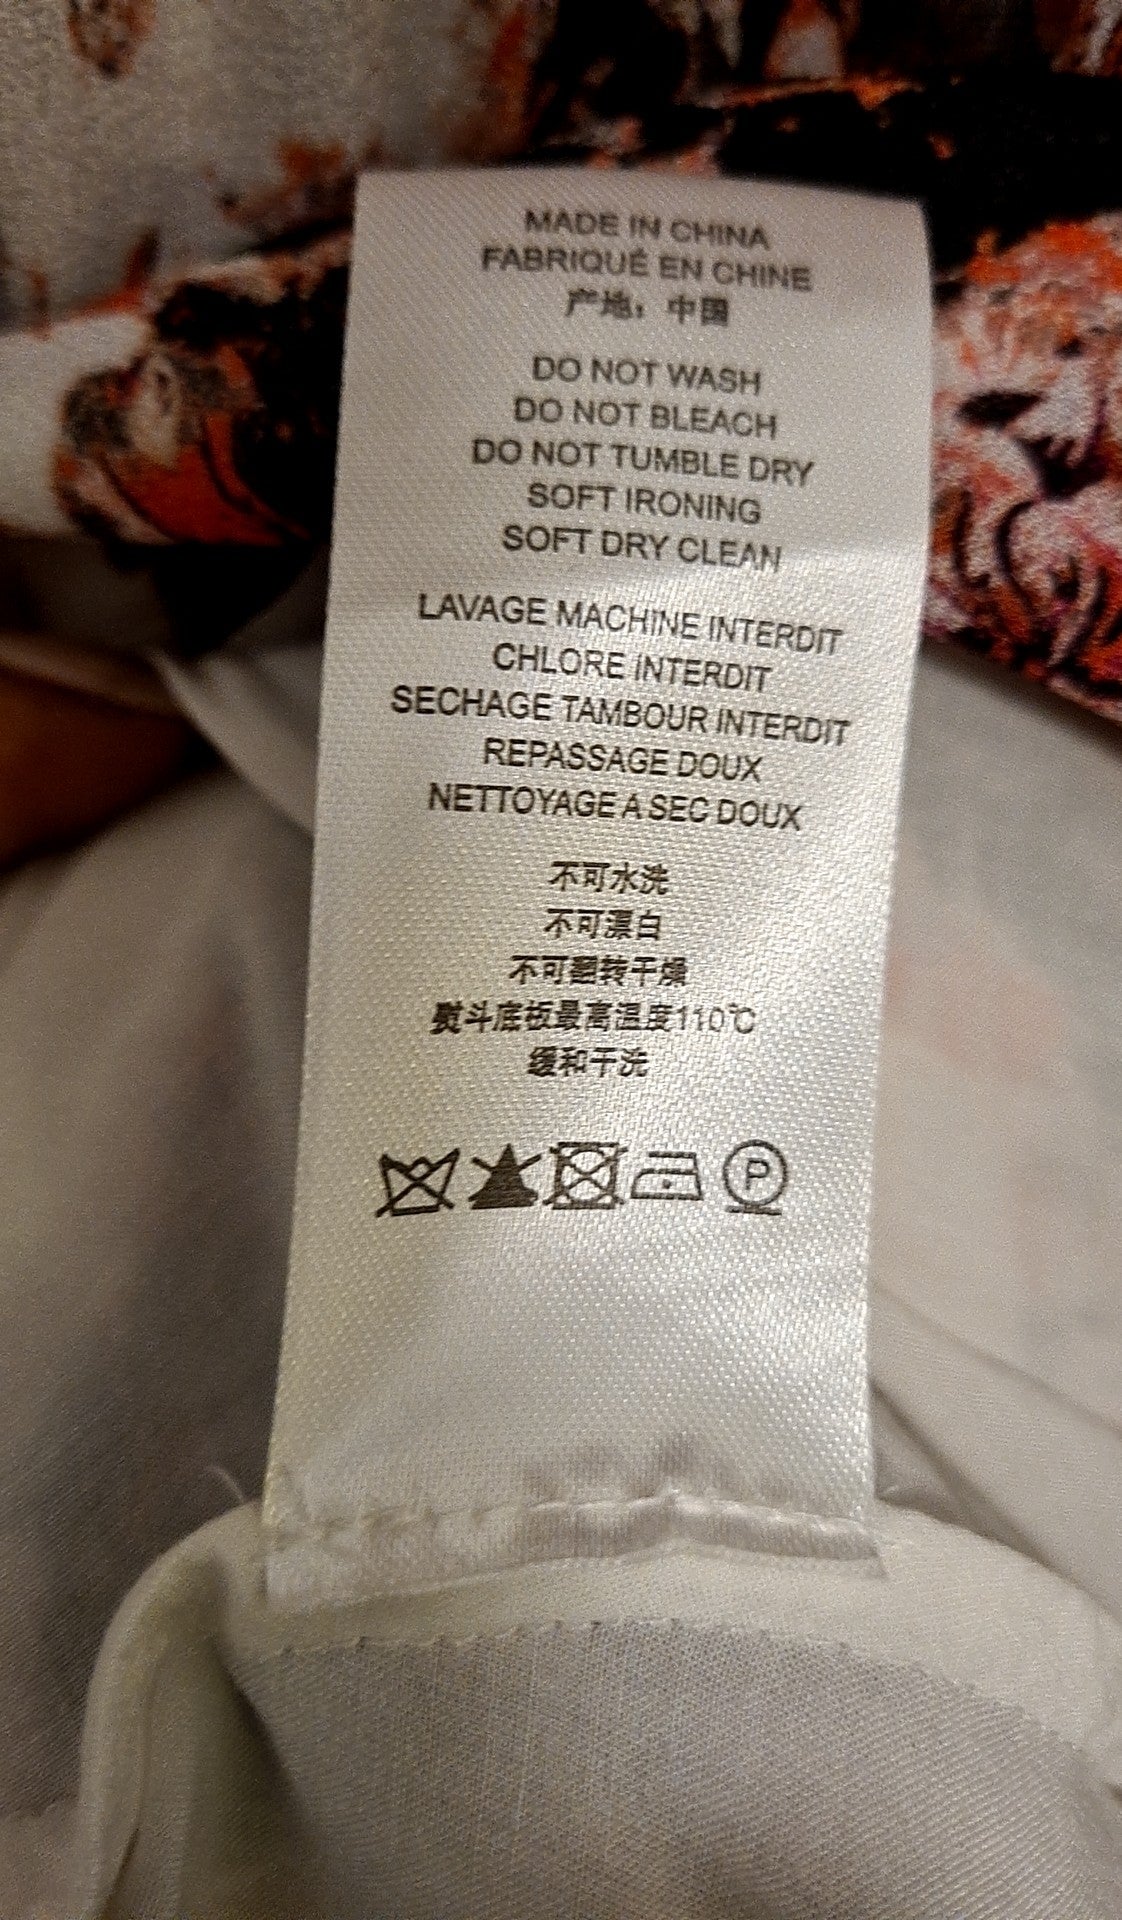 MADE IN CHINA
FABRIQUÉ EN CHINE
产地：中国
DO NOT WASH
DO NOT BLEACH
DO NOT TUMBLE DRY
SOFT IRONING
SOFT DRY CLEAN
LAVAGE MACHINE INTERDIT
CHLORE INTERDIT
SECHAGE TAMBOUR INTERDIT
REPASSAGE DOUX
NETTOYAGE A SEC DOUX
不可水洗
不可漂白
不可翻转干燥
熨斗底板最高温度110℃
缓和干洗
P